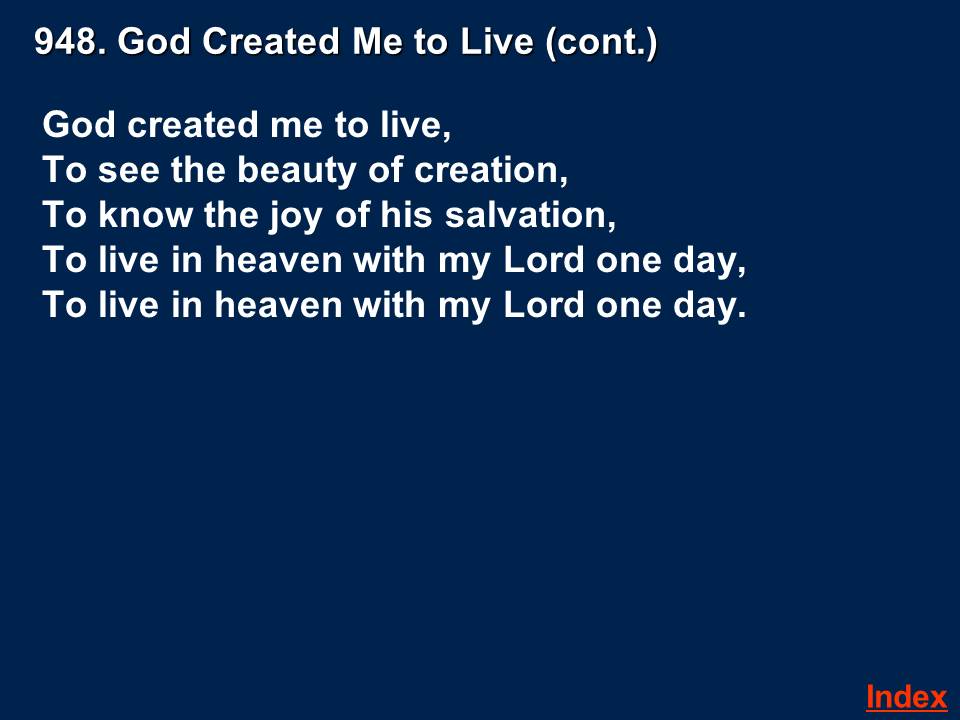 948. God Created Me to Live (cont.)
God created me to live,
To see the beauty of creation,
To know the joy of his salvation,
To live in heaven with my Lord one day,
To live in heaven with my Lord one day.
Index